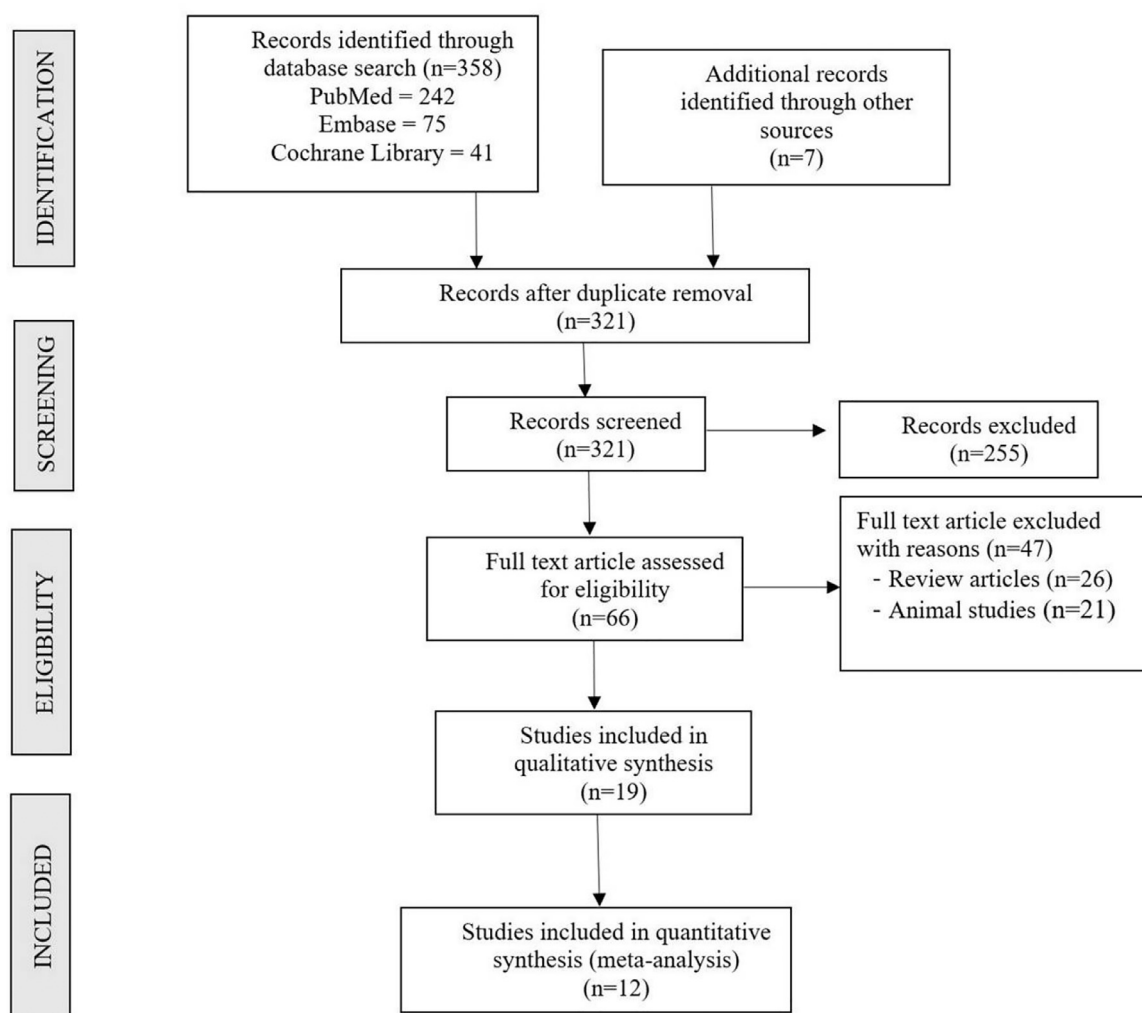 IDENTIFICATION
Records identified through
database search (n=358)
PubMed = 242
Embase = 75
Cochrane Library = 41
Additional records
identified through other
sources
(n=7)
Records after duplicate removal
(n=321)
SCREENING
Records screened
(n=321)
Records excluded
(n=255)
ELIGIBILITY
Full text article assessed
for eligibility
(n=66)
Full text article excluded
with reasons (n=47)
- Review articles (n=26)
- Animal studies (n=21)
Studies included in
qualitative synthesis
(n=19)
INCLUDED
Studies included in quantitative
synthesis (meta-analysis)
(n=12)